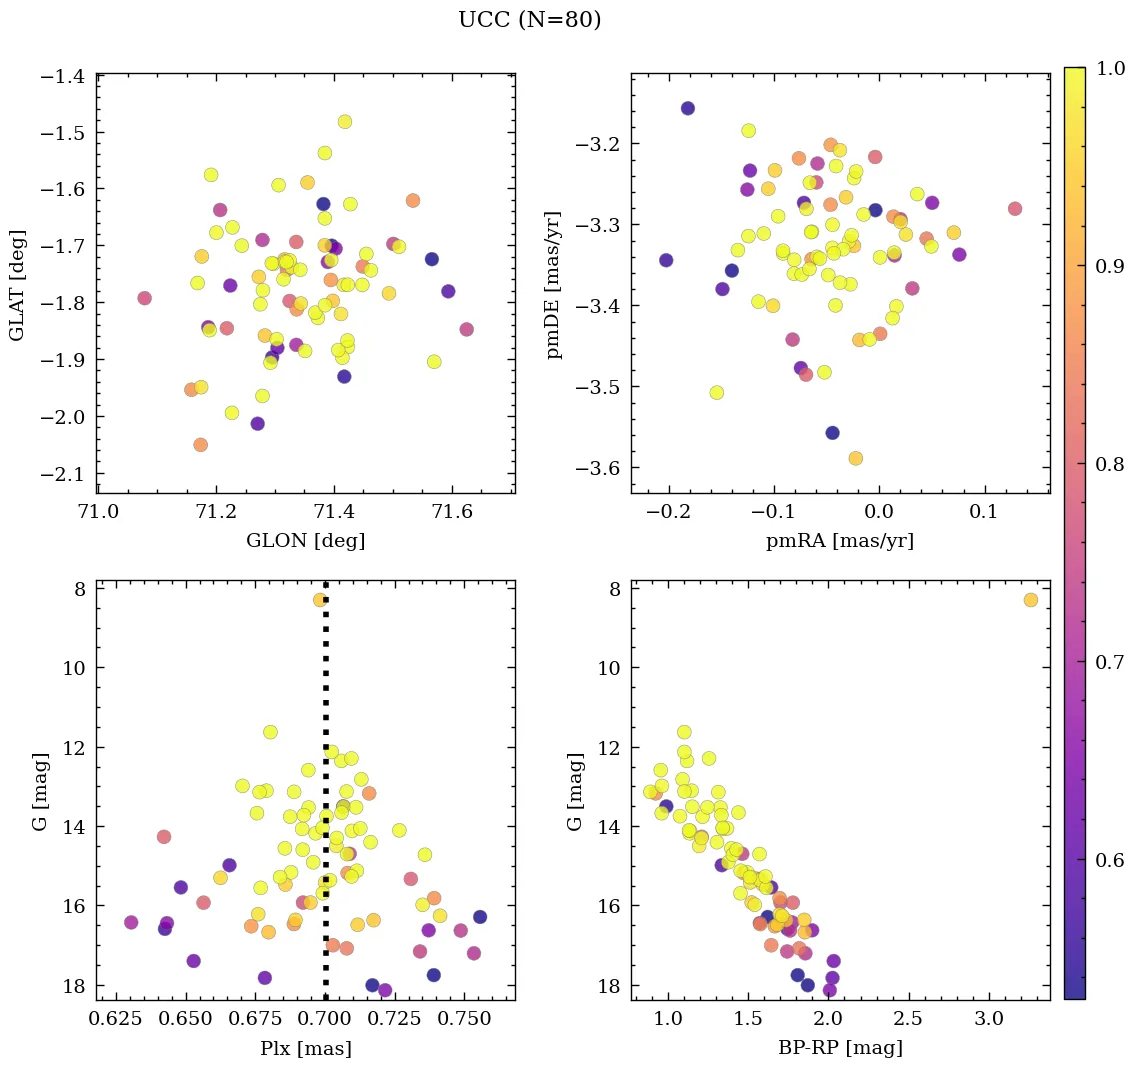 UCC (N=80)
−1.4
−1.5
−1.6
−1.7
−1.8
−1.9
−2.0
−2.1
GLAT [deg]
71.0 71.2 71.4 71.6
GLON [deg]
−3.2
−3.3
−3.4
−3.5
−3.6
pmDE [mas/yr]
−0.2 −0.1 0.0 0.1
pmRA [mas/yr]
1.0
0.9
0.8
0.7
0.6
8
10
12
14
16
18
G [mag]
0.625 0.650 0.675 0.700 0.725 0.750
Plx [mas]
8
10
12
14
16
18
G [mag]
1.0 1.5 2.0 2.5 3.0
BP-RP [mag]